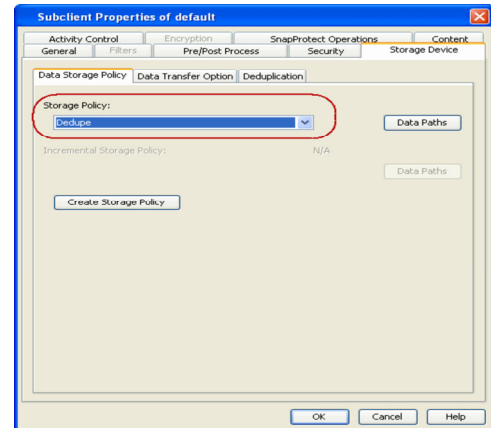 Subclient Properties of default
Activity Control Encryption SnapProtect Operations Content
General Filters Pre/Post Process Security Storage Device
Data Storage Policy Data Transfer Option Deduplication
Storage Policy:
Dedupe Data Paths
Incremental Storage Policy: N/A
Data Paths
Create Storage Policy
OK Cancel Help